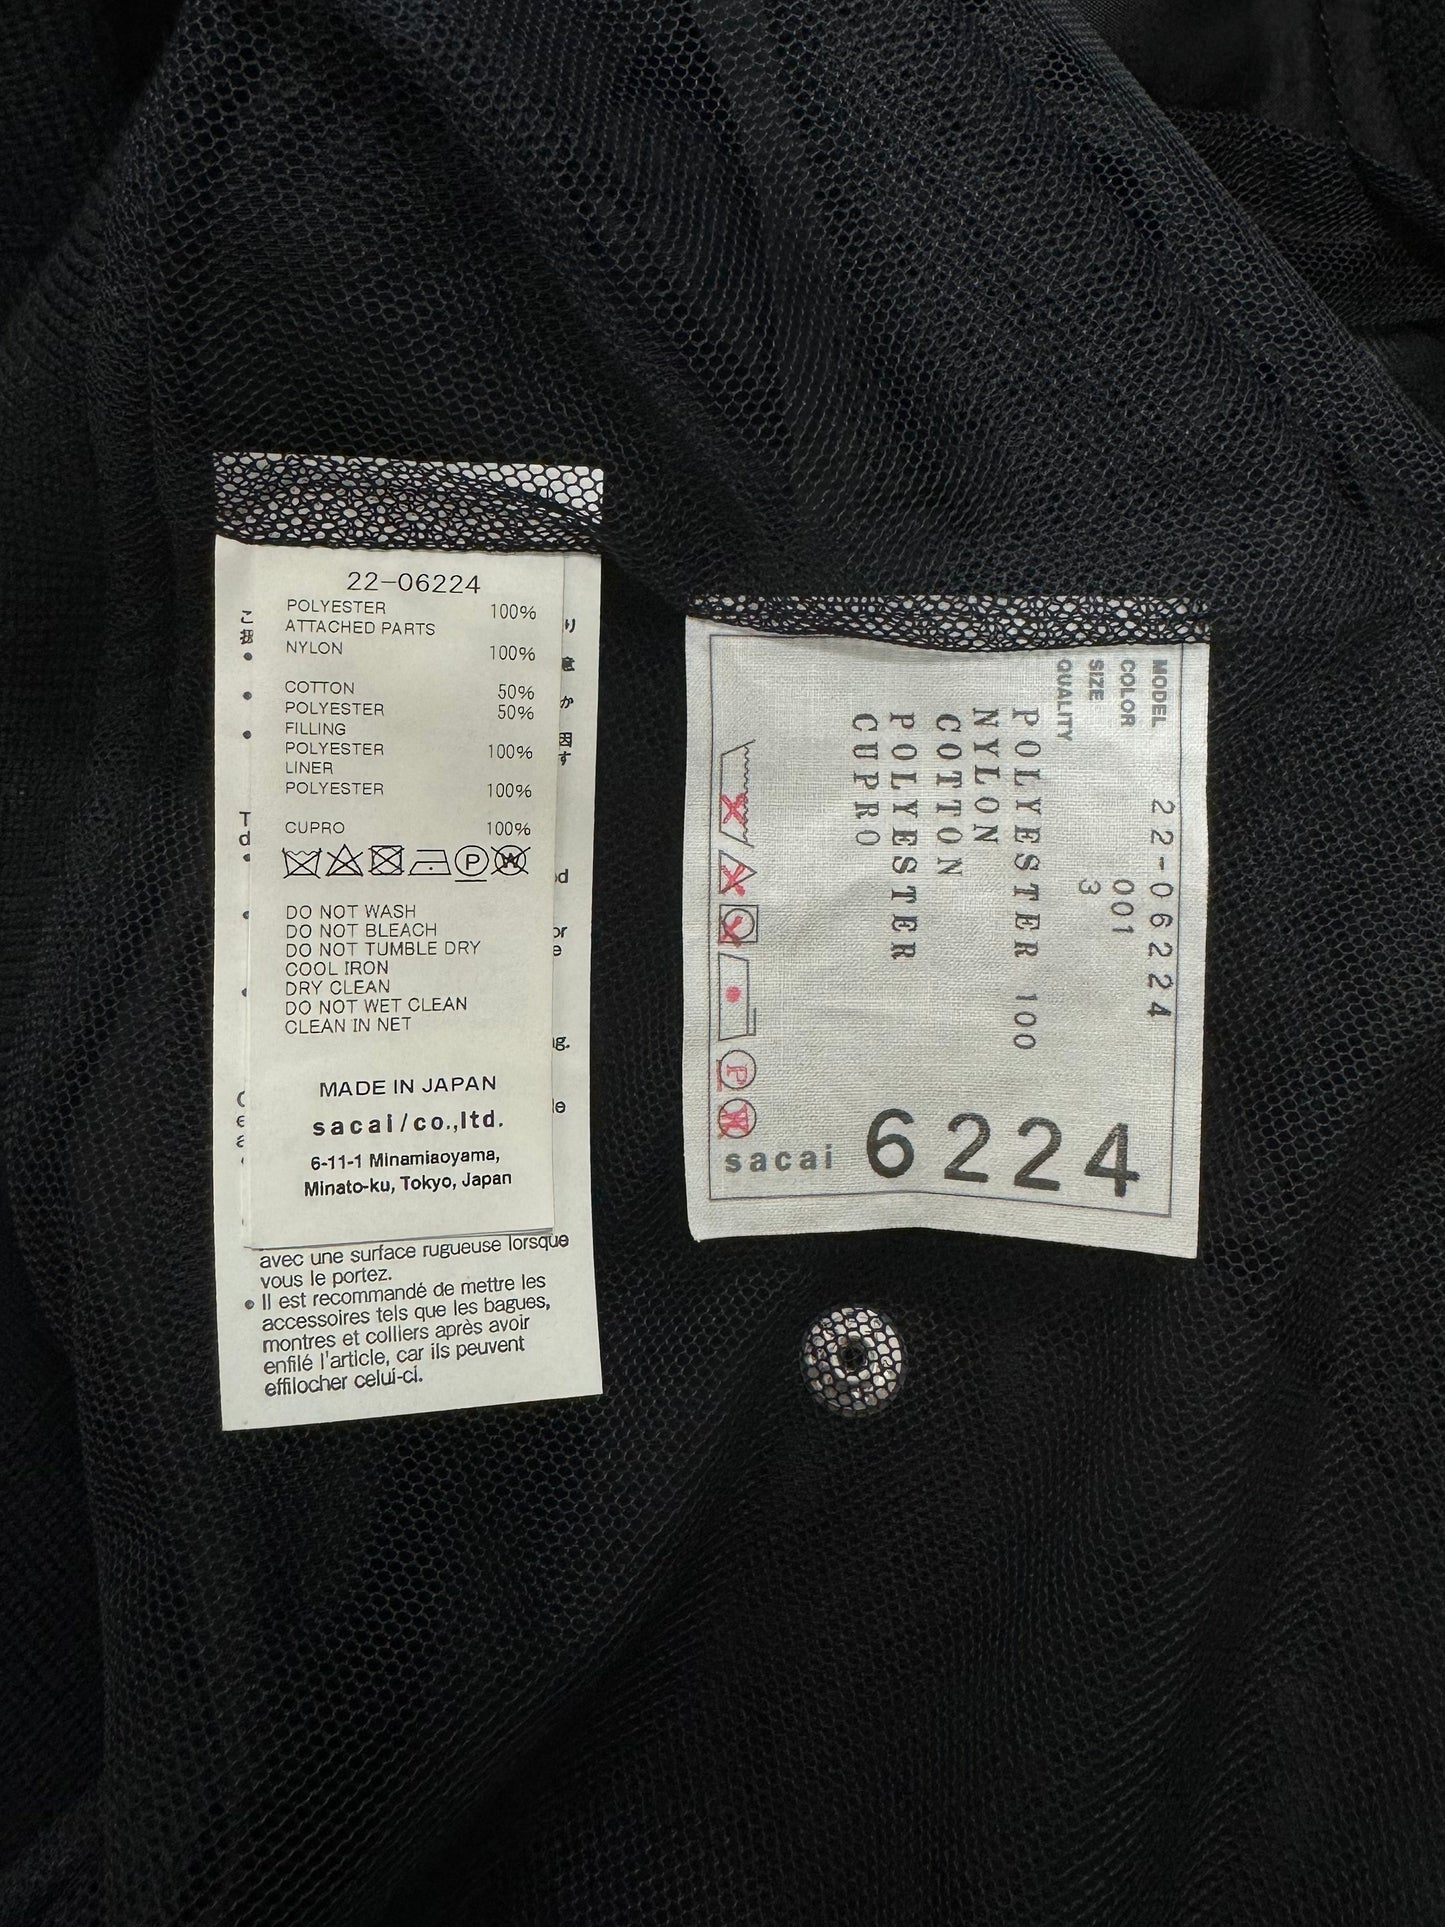 22-06224
POLYESTER 100%
ATTACHED PARTS
NYLON 100%
COTTON 50%
POLYESTER 50%
FILLING
POLYESTER 100%
LINER
POLYESTER 100%
CUPRO 100%
P W
DO NOT WASH
DO NOT BLEACH
DO NOT TUMBLE DRY
COOL IRON
DRY CLEAN
DO NOT WET CLEAN
CLEAN IN NET
MADE IN JAPAN
sacai/co.,ltd.
6-11-1 Minamiaoyama,
Minato-ku, Tokyo, Japan
avec une surface rugueuse lorsque
vous le portez.
• Il est recommandé de mettre les
accessoires tels que les bagues,
montres et colliers après avoir
enfilé l'article, car ils peuvent
effilocher celui-ci.
MODEL 22-06224
COLOR 001
SIZE 3
QUALITY
POLYESTER 100
NYLON
COTTON
POLYESTER
CUPRO
P W
sacai 6224